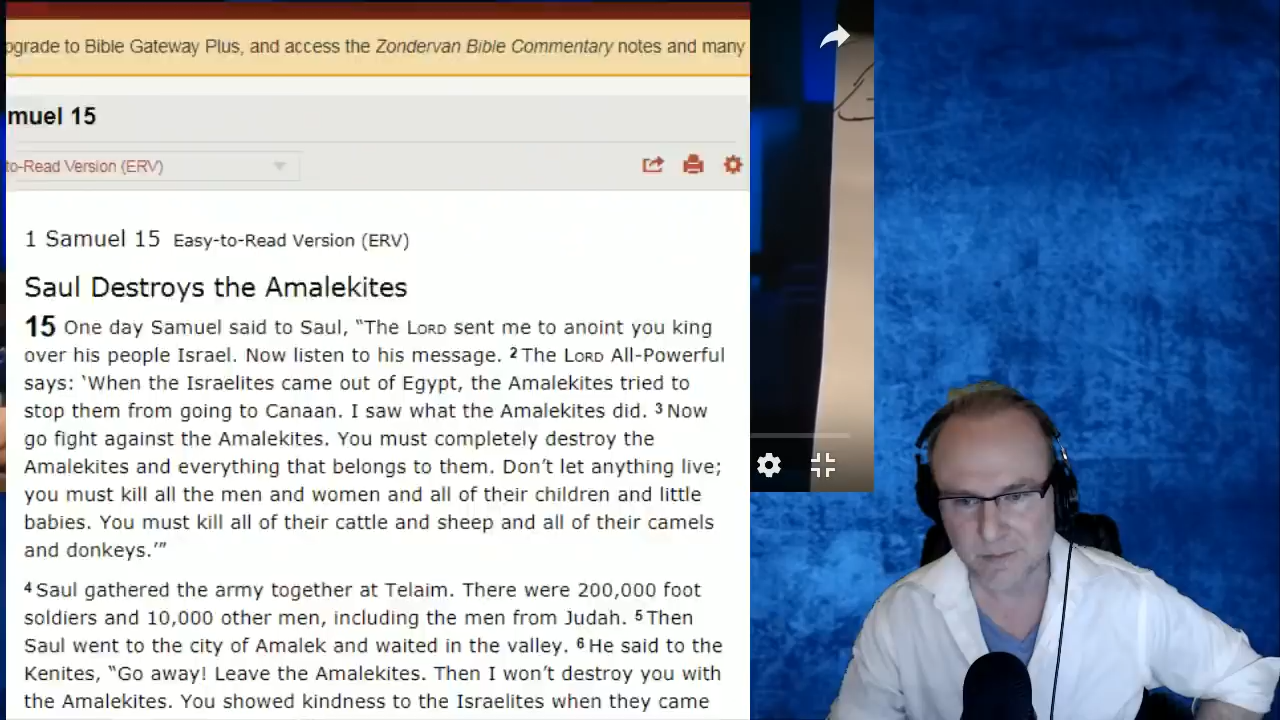 pgrade to Bible Gateway Plus, and access the Zondervan Bible Commentary notes and many
muel 15
to-Read Version (ERV)
1 Samuel 15 Easy-to-Read Version (ERV)
Saul Destroys the Amalekites
15 One day Samuel said to Saul, “The LORD sent me to anoint you king
over his people Israel. Now listen to his message. 2 The LORD All-Powerful
says: ‘When the Israelites came out of Egypt, the Amalekites tried to
stop them from going to Canaan. I saw what the Amalekites did. 3 Now
go fight against the Amalekites. You must completely destroy the
Amalekites and everything that belongs to them. Don’t let anything live;
you must kill all the men and women and all of their children and little
babies. You must kill all of their cattle and sheep and all of their camels
and donkeys.’”
4 Saul gathered the army together at Telaim. There were 200,000 foot
soldiers and 10,000 other men, including the men from Judah. 5 Then
Saul went to the city of Amalek and waited in the valley. 6 He said to the
Kenites, “Go away! Leave the Amalekites. Then I won’t destroy you with
the Amalekites. You showed kindness to the Israelites when they came